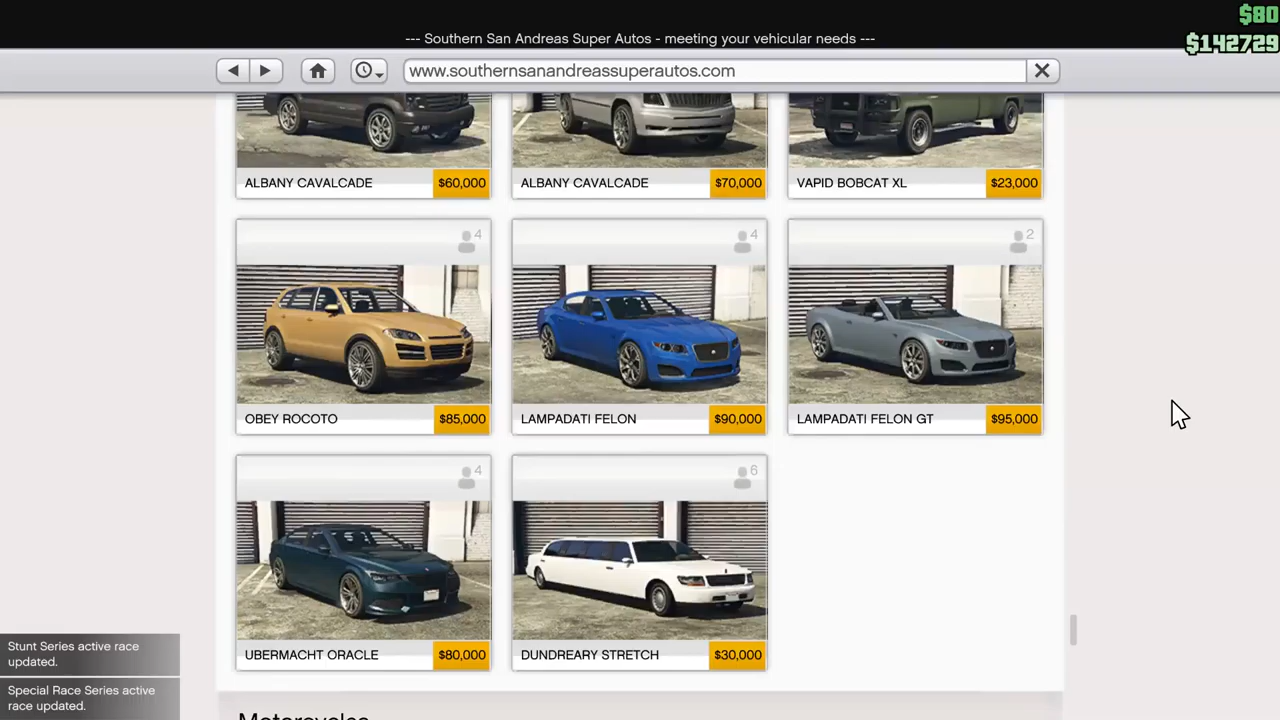 $80
--- Southern San Andreas Super Autos - meeting your vehicular needs ---
$142729
www.southernsanandreassuperautos.com
ALBANY CAVALCADE $60,000
ALBANY CAVALCADE $70,000
VAPID BOBCAT XL $23,000
4
4
2
OBEY ROCOTO $85,000
LAMPADATI FELON $90,000
LAMPADATI FELON GT $95,000
4
6
UBERMACHT ORACLE $80,000
DUNDREARY STRETCH $30,000
Stunt Series active race
updated.
Special Race Series active
race updated.
Motorcycles